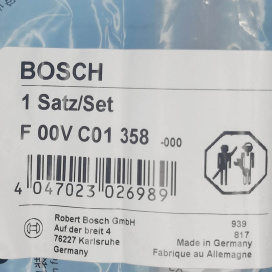 BOSCH
1 Satz/Set
F 00V C01 358 -000
4 047023 026989
Robert Bosch GmbH
Auf der breit 4
76227 Karlsruhe
Germany
939
817
Made in Germany
Fabrique au Allemagne